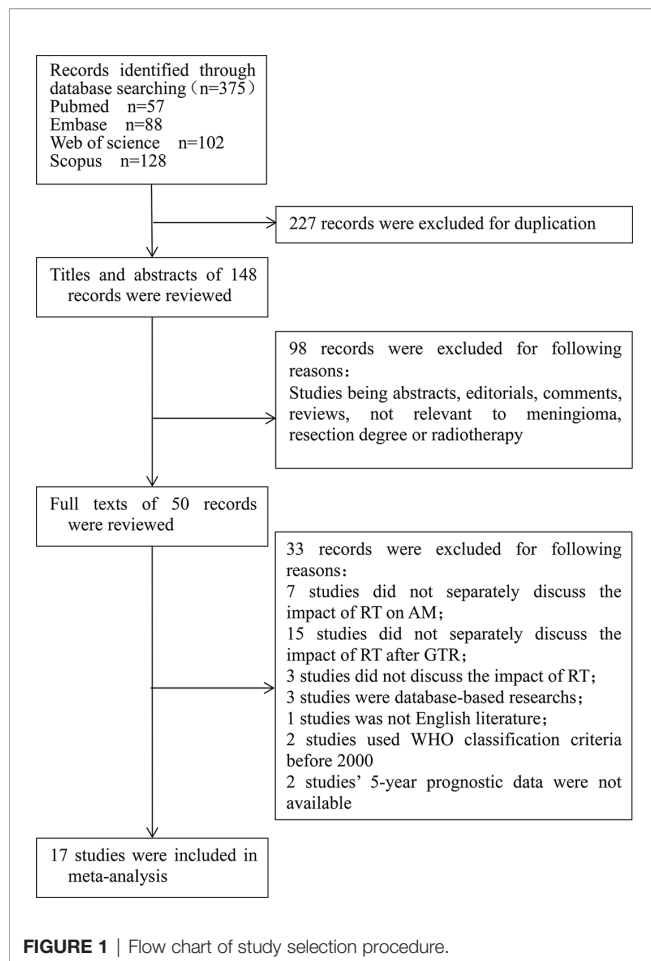 Records identified through
database searching（n=375）
Pubmed n=57
Embase n=88
Web of science n=102
Scopus n=128
227 records were excluded for duplication
Titles and abstracts of 148
records were reviewed
98 records were excluded for following
reasons:
Studies being abstracts, editorials, comments,
reviews, not relevant to meningioma,
resection degree or radiotherapy
Full texts of 50 records
were reviewed
33 records were excluded for following
reasons:
7 studies did not separately discuss the
impact of RT on AM；
15 studies did not separately discuss the
impact of RT after GTR；
3 studies did not discuss the impact of RT；
3 studies were database-based researchs；
1 studies was not English literature；
2 studies used WHO classification criteria
before 2000
2 studies' 5-year prognostic data were not
available
17 studies were included in
meta-analysis
FIGURE 1 | Flow chart of study selection procedure.